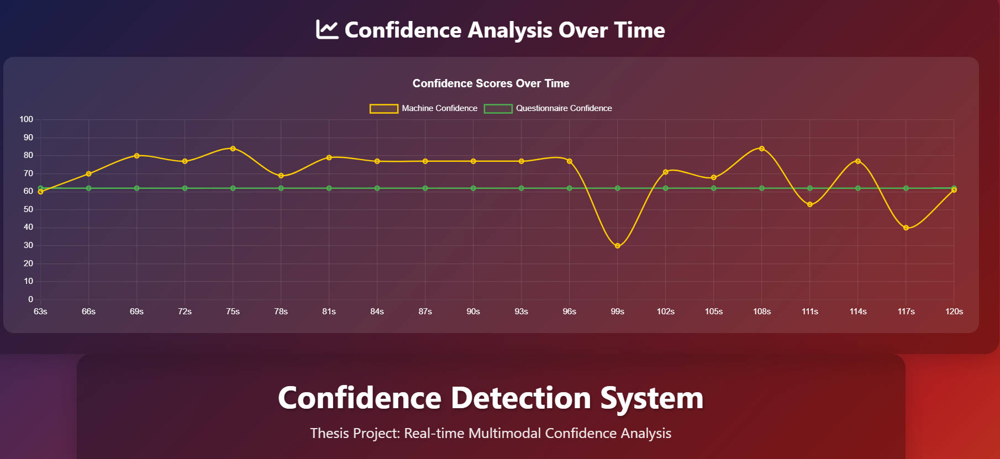 Confidence Analysis Over Time
Confidence Scores Over Time
Machine Confidence Questionnaire Confidence
100
90
80
70
60
50
40
30
20
10
0
63s 66s 69s 72s 75s 78s 81s 84s 87s 90s 93s 96s 99s 102s 105s 108s 111s 114s 117s 120s
Confidence Detection System
Thesis Project: Real-time Multimodal Confidence Analysis